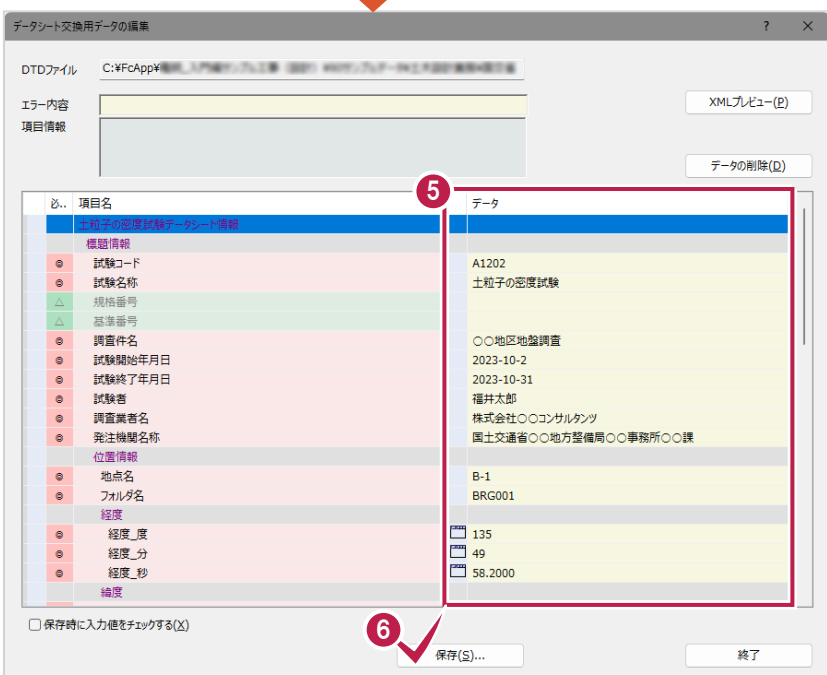 データシート交換用データの編集 ? ×
DTDファイル C:¥FcApp¥
エラー内容
XMLプレビュー(P)
項目情報
データの削除(D)
5
必.. 項目名 データ
土粒子の密度試験データシート情報
標題情報
◎ 試験コード A1202
◎ 試験名称 土粒子の密度試験
△ 規格番号
△ 基準番号
◎ 調査件名 〇〇地区地盤調査
◎ 試験開始年月日 2023-10-2
◎ 試験終了年月日 2023-10-31
◎ 試験者 福井太郎
◎ 調査業者名 株式会社〇〇コンサルタンツ
◎ 発注機関名称 国土交通省〇〇地方整備局〇〇事務所〇〇課
位置情報
◎ 地点名 B-1
◎ フォルダ名 BRG001
経度
◎ 経度_度 135
◎ 経度_分 49
◎ 経度_秒 58.2000
緯度
保存時に入力値をチェックする(X)
6
保存(S)... 終了